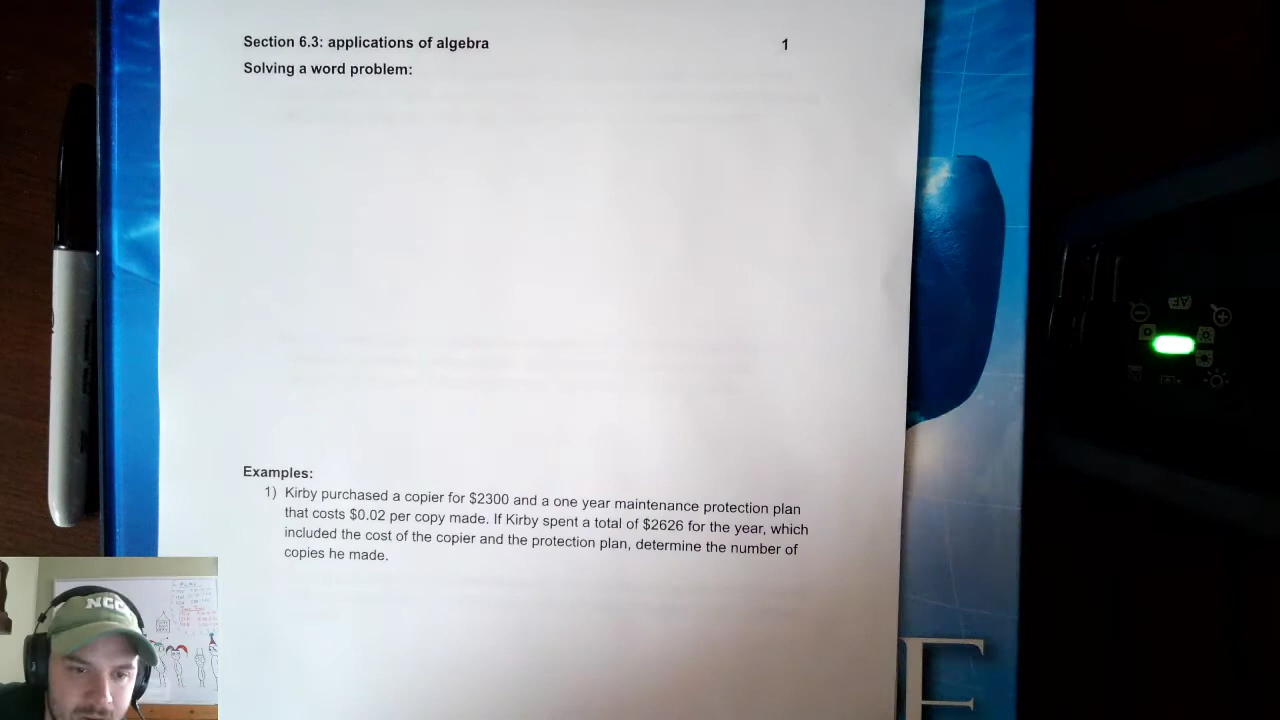 Section 6.3: applications of algebra 1
Solving a word problem:
Examples:
1) Kirby purchased a copier for $2300 and a one year maintenance protection plan
that costs $0.02 per copy made. If Kirby spent a total of $2626 for the year, which
included the cost of the copier and the protection plan, determine the number of
copies he made.
NCC
AF
E